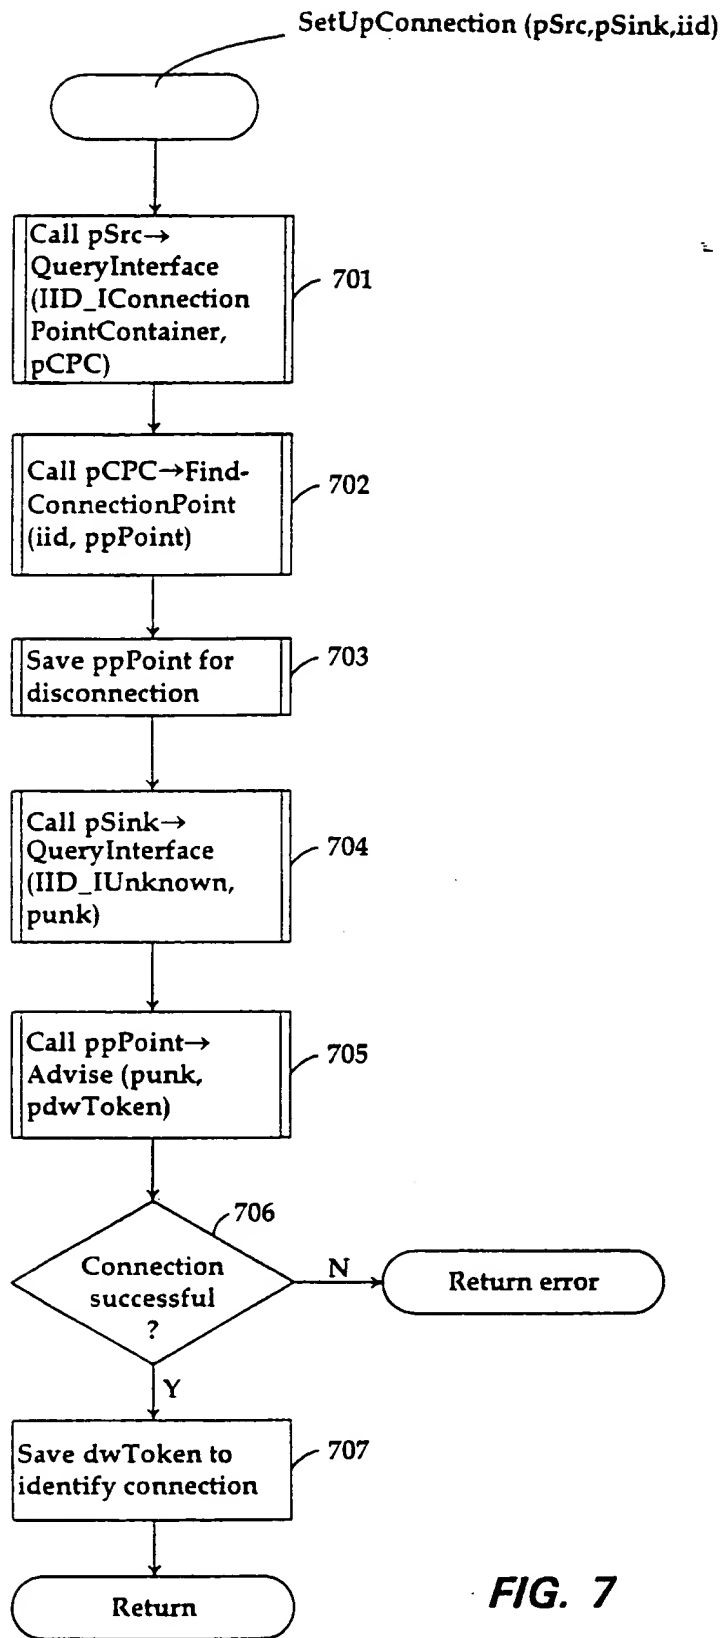 SetUpConnection (pSrc,pSink,iid)
Call pSrc→
QueryInterface
(IID_IConnection
PointContainer,
pCPC)
701
Call pCPC→Find-
ConnectionPoint
(iid, ppPoint)
702
Save ppPoint for
disconnection
703
Call pSink→
QueryInterface
(IID_IUnknown,
punk)
704
Call ppPoint→
Advise (punk,
pdwToken)
705
706
Connection
successful
?
N
Return error
Y
Save dwToken to
identify connection
707
Return
FIG. 7